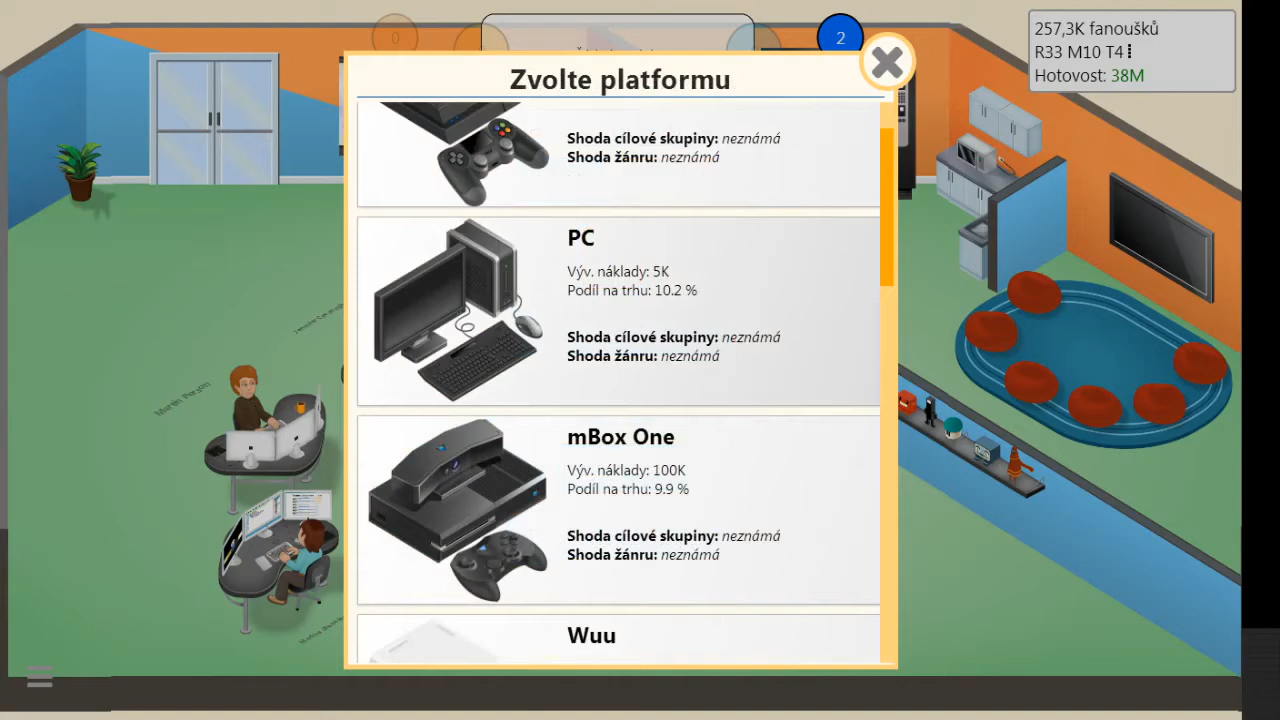 0
2
257,3K fanoušků
R33 M10 T4
Hotovost: 38M
Zvolte platformu
Shoda cílové skupiny: neznámá
Shoda žánru: neznámá
PC
Výv. náklady: 5K
Podíl na trhu: 10.2 %
Shoda cílové skupiny: neznámá
Shoda žánru: neznámá
mBox One
Výv. náklady: 100K
Podíl na trhu: 9.9 %
Shoda cílové skupiny: neznámá
Shoda žánru: neznámá
Wuu